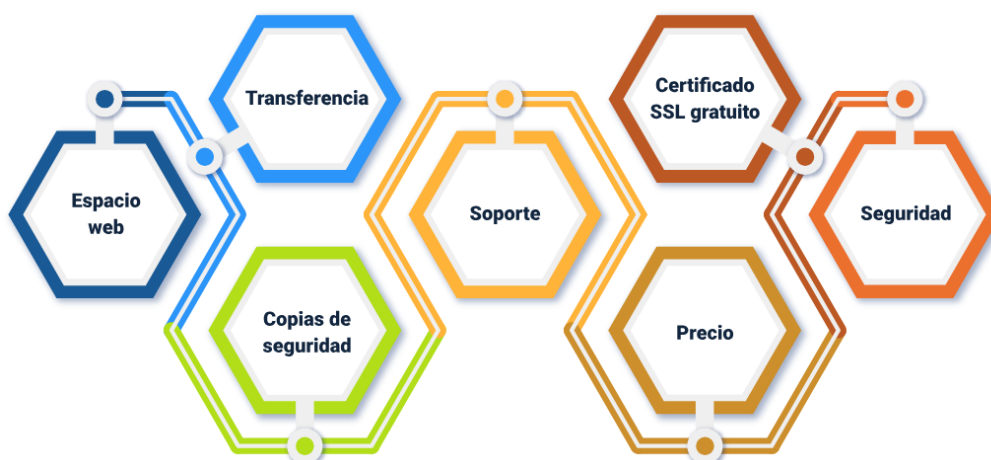 Espacio
web
Transferencia
Copias de
seguridad
Soporte
Precio
Certificado
SSL gratuito
Seguridad